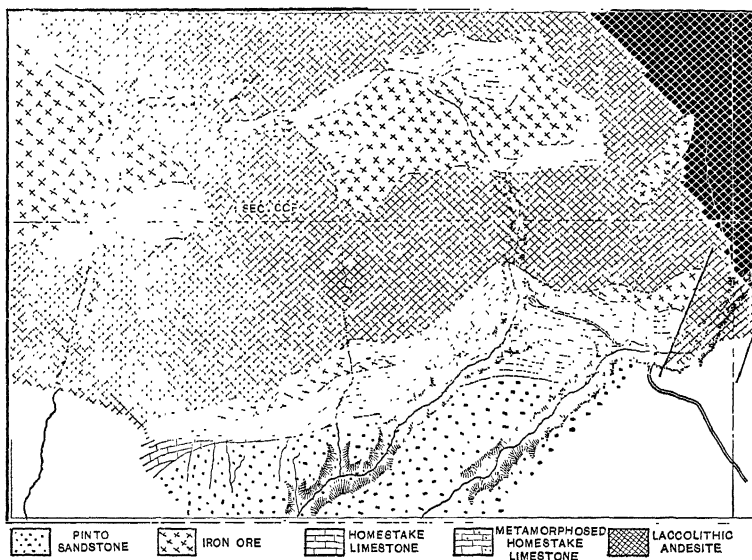 SEC. CCF
PINTO
SANDSTONE
IRON ORE
HOMESTAKE
LIMESTONE
METAMORPHOSED
HOMESTAKE
LIMESTONE
LACCOLITHIC
ANDESITE